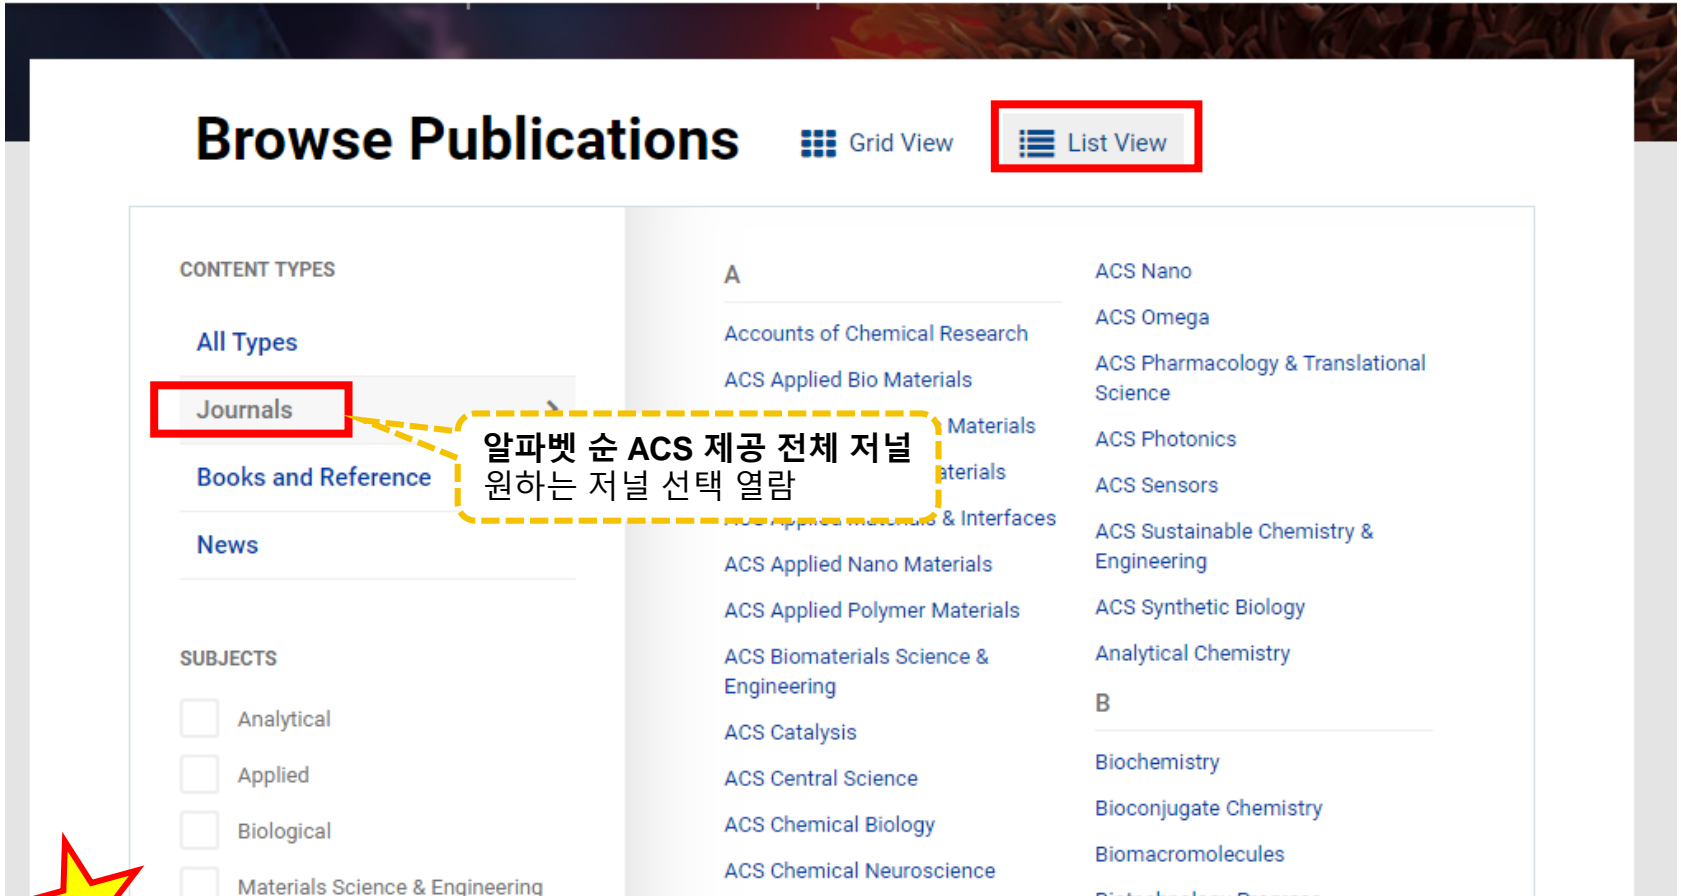 Browse Publications
Grid View
List View
CONTENT TYPES
All Types
Journals
Books and Reference
News
알파벳 순 ACS 제공 전체 저널
원하는 저널 선택 열람
SUBJECTS
Analytical
Applied
Biological
Materials Science & Engineering
A
Accounts of Chemical Research
ACS Applied Bio Materials
Materials
& Interfaces
ACS Applied Nano Materials
ACS Applied Polymer Materials
ACS Biomaterials Science &
Engineering
ACS Catalysis
ACS Central Science
ACS Chemical Biology
ACS Chemical Neuroscience
ACS Nano
ACS Omega
ACS Pharmacology & Translational
Science
ACS Photonics
ACS Sensors
ACS Sustainable Chemistry &
Engineering
ACS Synthetic Biology
Analytical Chemistry
B
Biochemistry
Bioconjugate Chemistry
Biomacromolecules